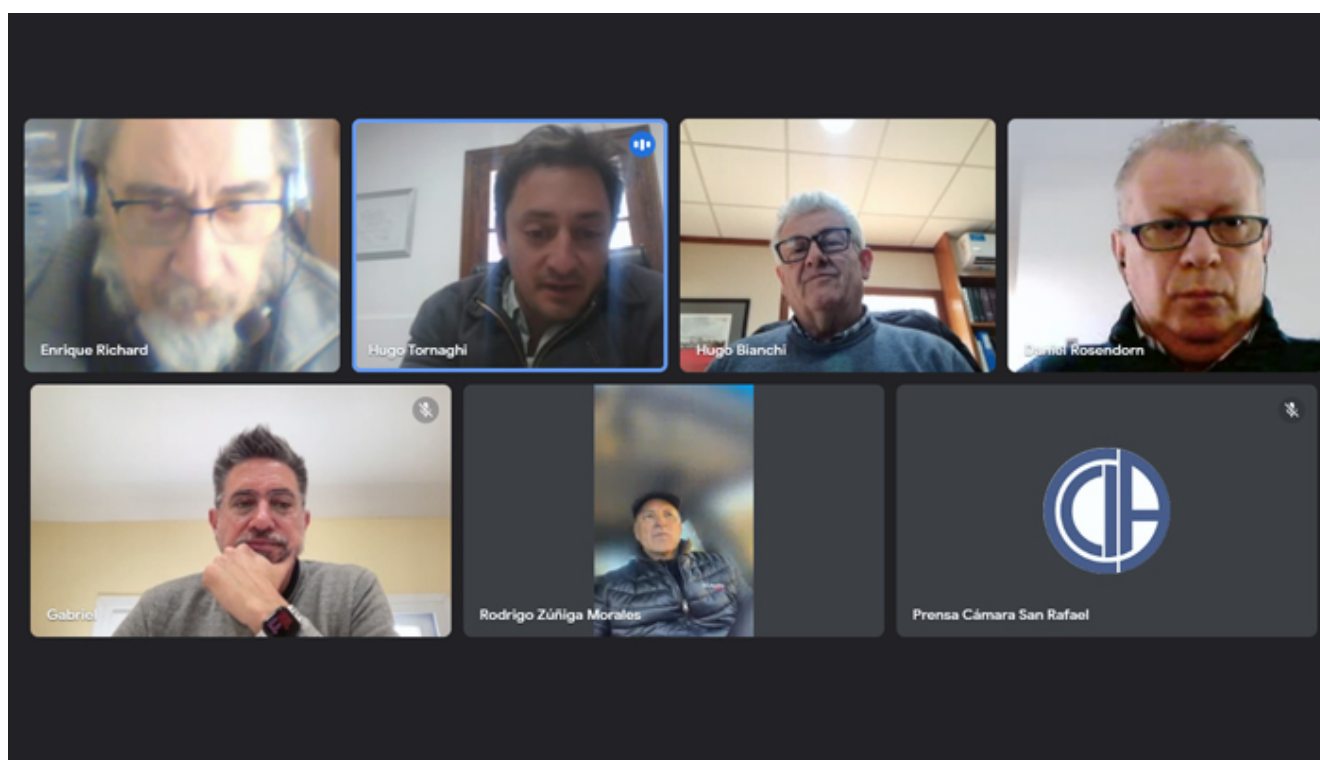 Enrique Richard
Hugo Tornaghi
Hugo Bianchi
Daniel Rosendorn
Gabriel
Rodrigo Zúñiga Morales
Prensa Cámara San Rafael